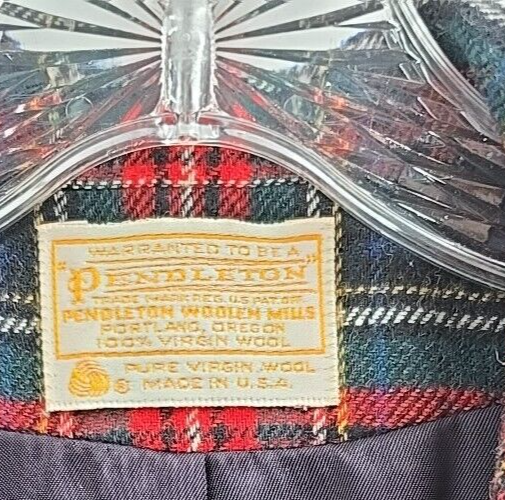 WARRANTED TO BE A
"PENDLETON"
TRADE MARK REG. U.S. PAT. OFF.
PENDLETON WOOLEN MILLS
PORTLAND, OREGON
100% VIRGIN WOOL
PURE VIRGIN WOOL
® MADE IN U.S.A.